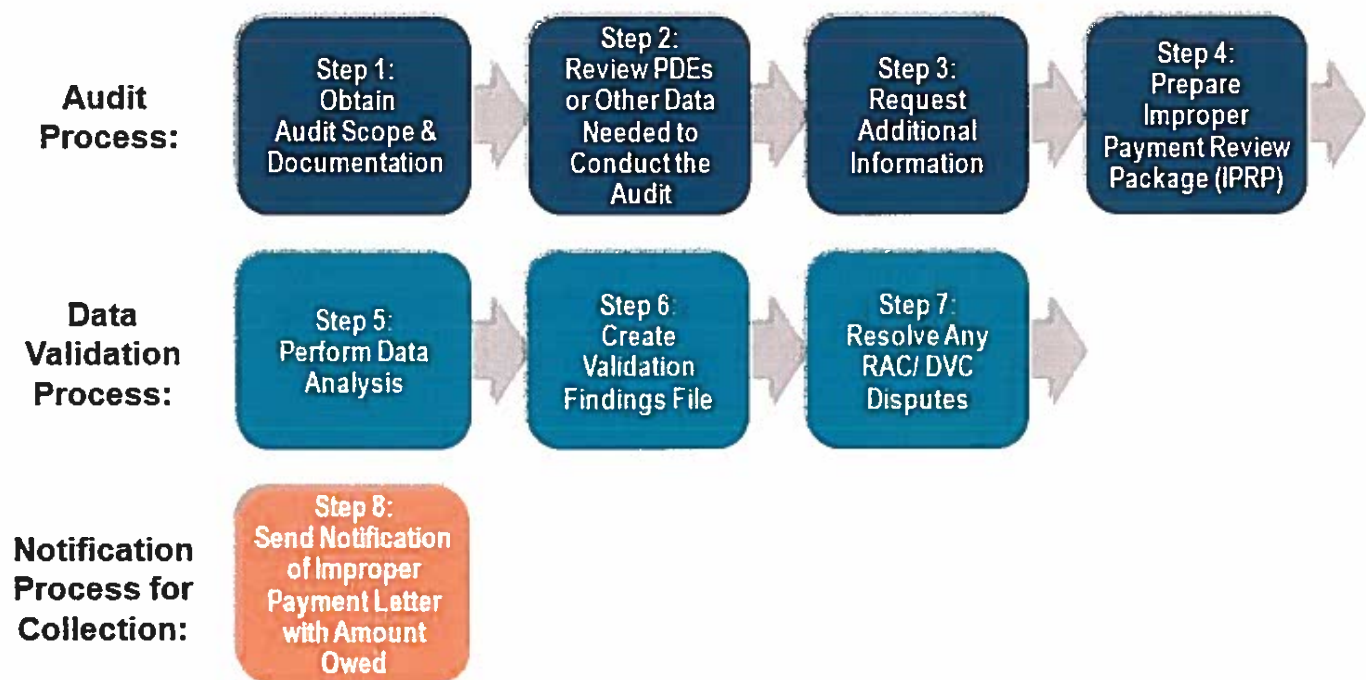 Audit
Process:
Step 1:
Obtain
Audit Scope &
Documentation
Step 2:
Review PDEs
or Other Data
Needed to
Conduct the
Audit
Step 3:
Request
Additional
Information
Step 4:
Prepare
Improper
Payment Review
Package (IPRP)
Data
Validation
Process:
Step 5:
Perform Data
Analysis
Step 6:
Create
Validation
Findings File
Step 7:
Resolve Any
RAC/ DVC
Disputes
Notification
Process for
Collection:
Step 8:
Send Notification
of Improper
Payment Letter
with Amount
Owed